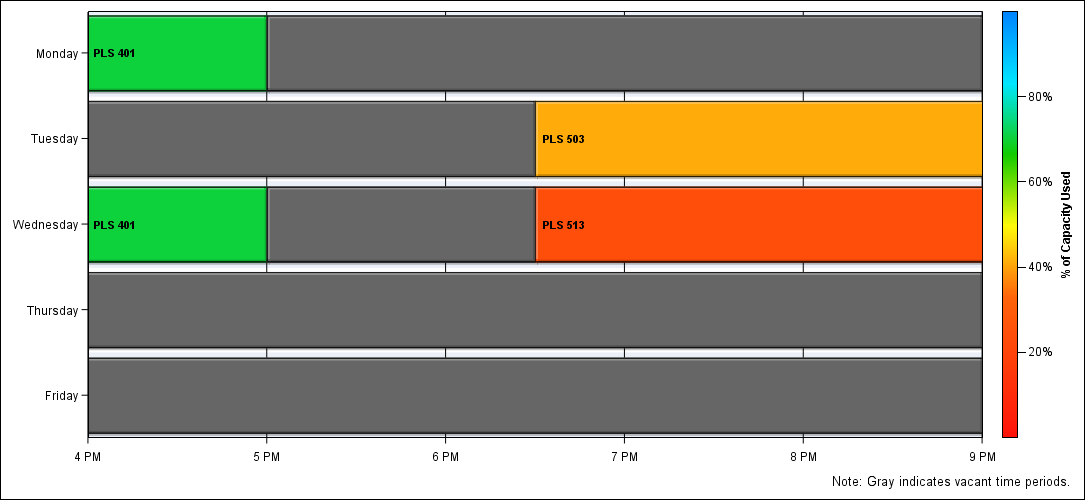 Monday
PLS 401
Tuesday
PLS 503
Wednesday
PLS 401
PLS 513
Thursday
Friday
4 PM
5 PM
6 PM
7 PM
8 PM
9 PM
80%
60%
40%
20%
% of Capacity Used
Note: Gray indicates vacant time periods.